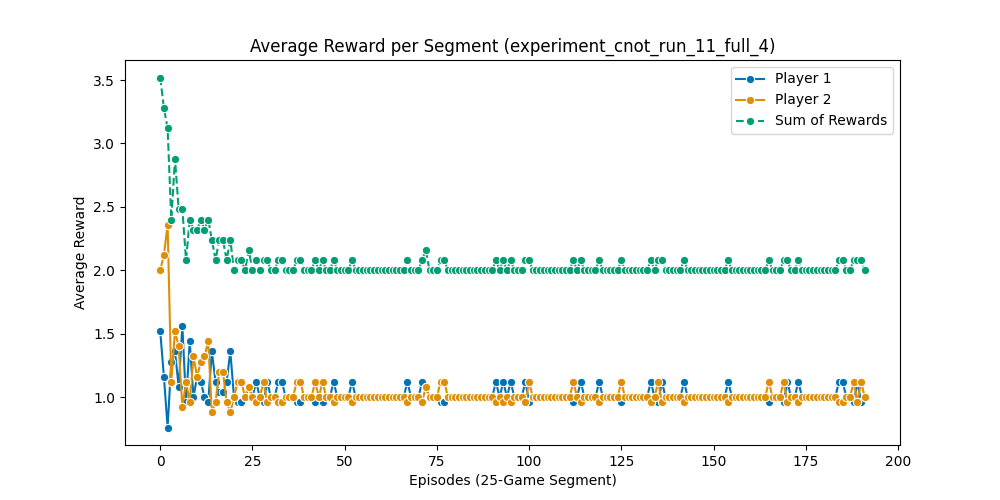 Average Reward per Segment (experiment_cnot_run_11_full_4)
Player 1
Player 2
Sum of Rewards
Average Reward
3.5
3.0
2.5
2.0
1.5
1.0
0
25
50
75
100
125
150
175
200
Episodes (25-Game Segment)